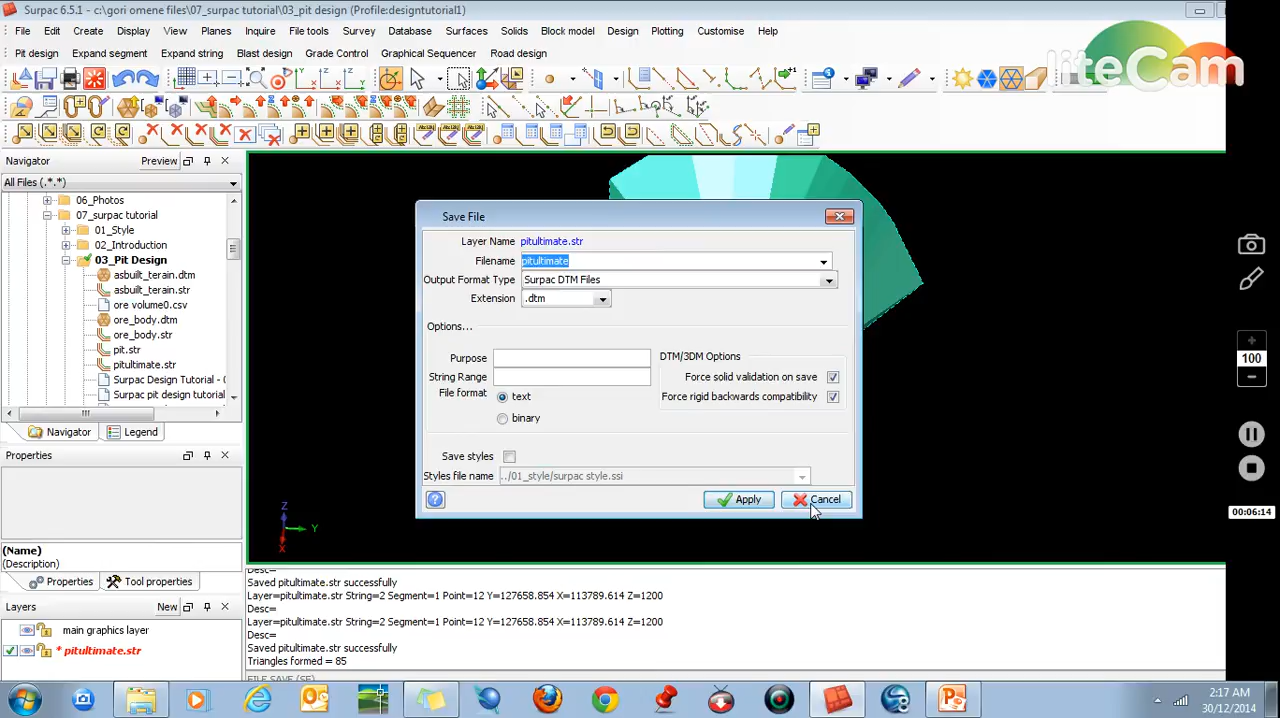 Surpac 6.5.1 - c:\gori omene files\07_surpac tutorial\03_pit design (Profile:designtutorial1)
File Edit Create Display View Planes Inquire File tools Survey Database Surfaces Solids Block model Design Plotting Customise Help
Pit design Expand segment Expand string Blast design Grade Control Graphical Sequencer Road design
liteCam
Navigator Preview
All Files (*.*)
06_Photos
07_surpac tutorial
01_Style
02_Introduction
03_Pit Design
asbuilt_terain.dtm
asbuilt_terain.str
ore volume0.csv
ore_body.dtm
ore_body.str
pit.str
pitultimate.str
Surpac Design Tutorial - 0
Surpac pit design tutorial
Navigator Legend
Properties
(Name)
(Description)
Properties Tool properties
Layers New
main graphics layer
* pitultimate.str
Save File
Layer Name pitultimate.str
Filename pitultimate
Output Format Type Surpac DTM Files
Extension .dtm
Options...
Purpose
String Range
File format text
binary
DTM/3DM Options
Force solid validation on save
Force rigid backwards compatibility
Save styles
Styles file name ../01_style/surpac style.ssi
Apply Cancel
Z
Y
X
Desc=
Saved pitultimate.str successfully
Layer=pitultimate.str String=2 Segment=1 Point=12 Y=127658.854 X=113789.614 Z=1200
Desc=
Layer=pitultimate.str String=2 Segment=1 Point=12 Y=127658.854 X=113789.614 Z=1200
Desc=
Saved pitultimate.str successfully
Triangles formed = 85
FILE SAVE (SF)
100
00:06:14
2:17 AM
30/12/2014